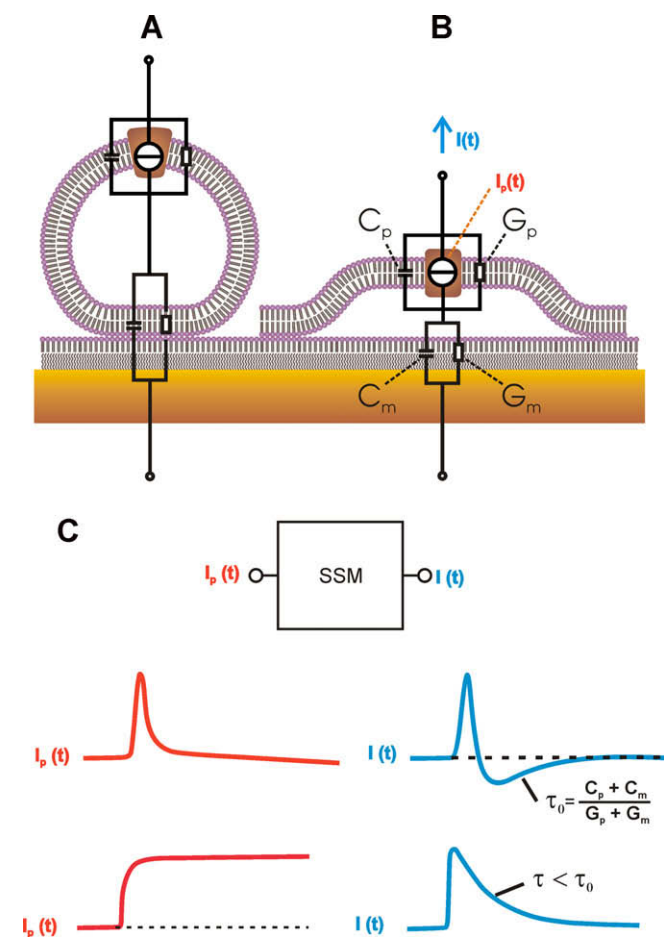 A B
I(t)
Iₚ(t)
Cₚ Gₚ
Cₘ Gₘ
C
Iₚ (t) SSM I (t)
Iₚ (t) I (t)
τ₀= Cₚ + Cₘ
Gₚ + Gₘ
Iₚ (t) I (t) τ < τ₀